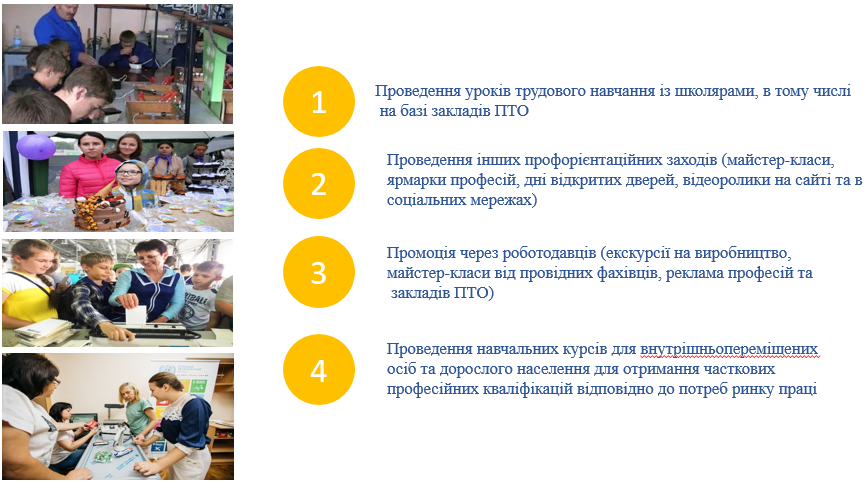 1
Проведення уроків трудового навчання із школярами, в тому числі
на базі закладів ПТО
2
Проведення інших профорієнтаційних заходів (майстер-класи,
ярмарки професій, дні відкритих дверей, відеоролики на сайті та в
соціальних мережах)
3
Промоція через роботодавців (екскурсії на виробництво,
майстер-класи від провідних фахівців, реклама професій та
закладів ПТО)
4
Проведення навчальних курсів для внутрішньопереміщених
осіб та дорослого населення для отримання часткових
професійних кваліфікацій відповідно до потреб ринку праці